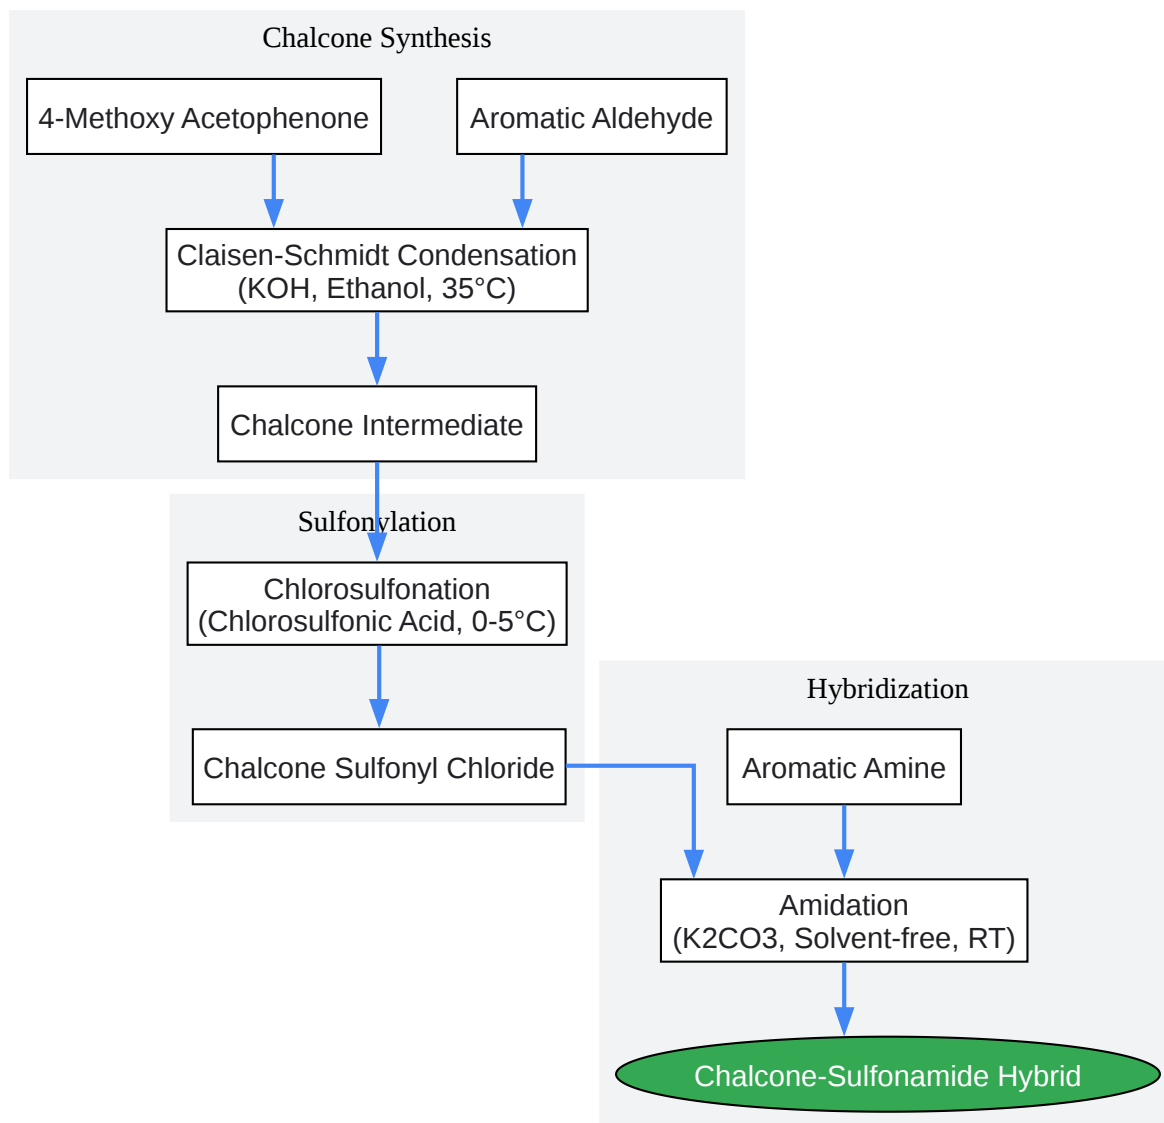 Chalcone Synthesis
4-Methoxy Acetophenone
Aromatic Aldehyde
Claisen-Schmidt Condensation
(KOH, Ethanol, 35°C)
Chalcone Intermediate
Sulfonylation
Chlorosulfonation
(Chlorosulfonic Acid, 0-5°C)
Chalcone Sulfonyl Chloride
Hybridization
Aromatic Amine
Amidation
(K2CO3, Solvent-free, RT)
Chalcone-Sulfonamide Hybrid